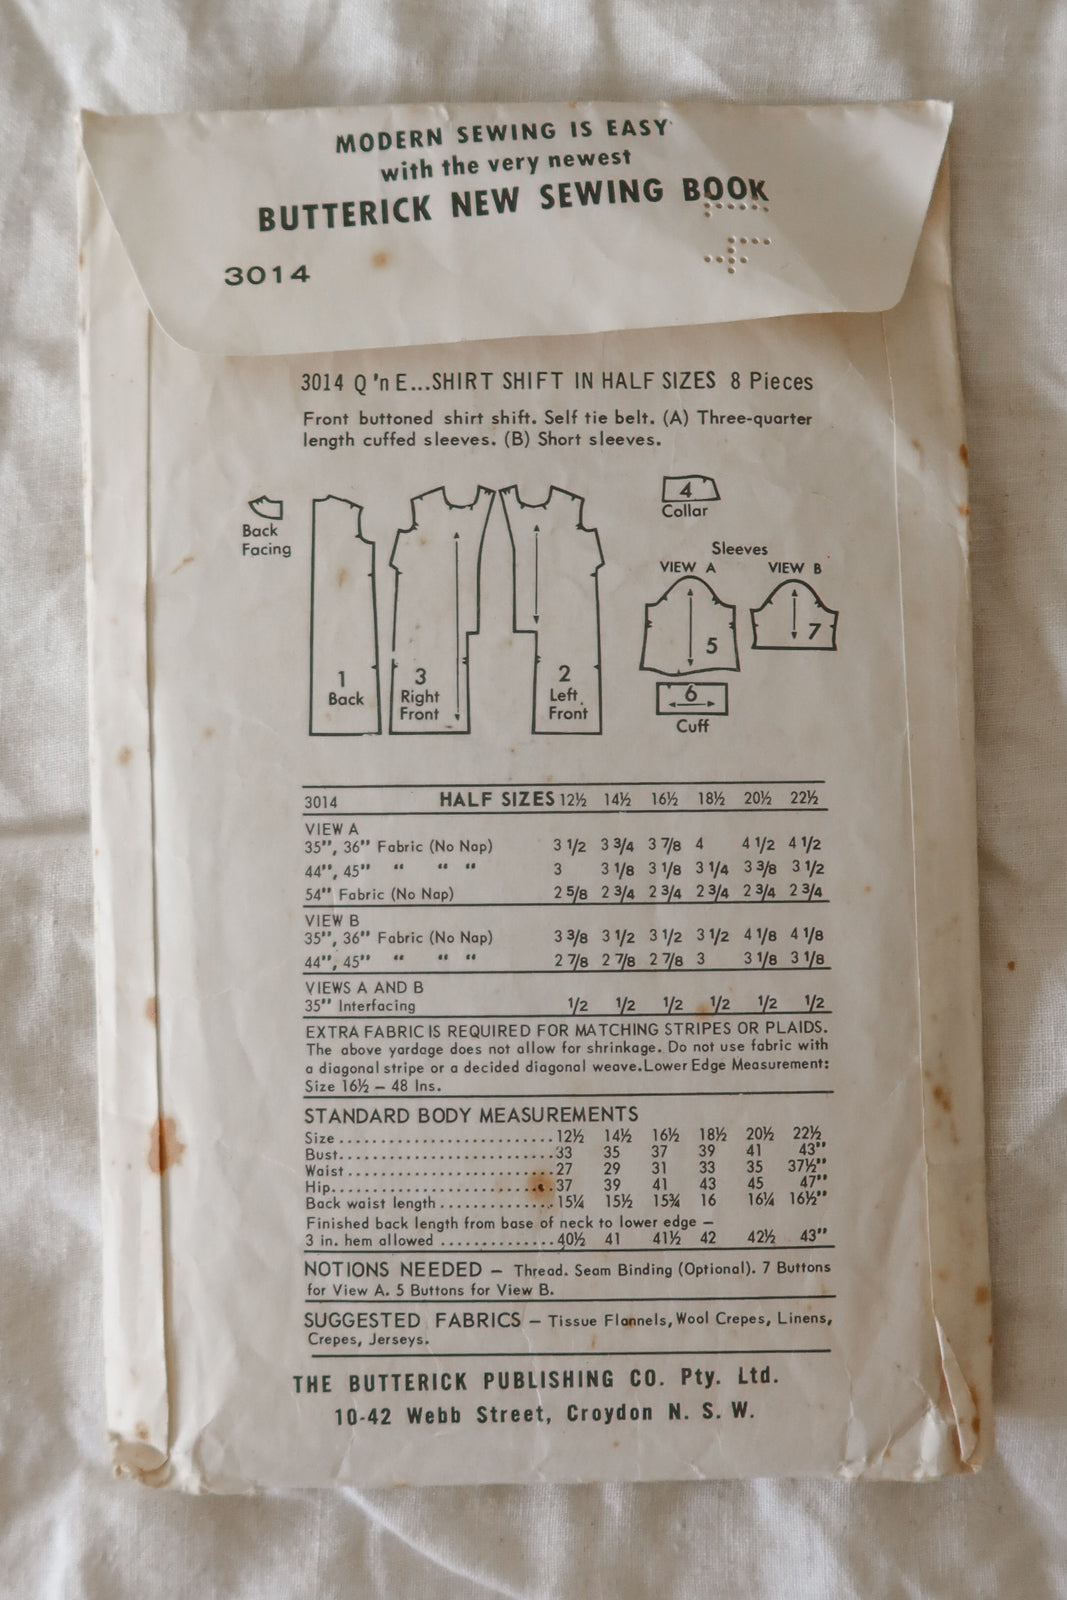 MODERN SEWING IS EASY
with the very newest
BUTTERICK NEW SEWING BOOK
3014
3014 Q 'n E...SHIRT SHIFT IN HALF SIZES 8 Pieces
Front buttoned shirt shift. Self tie belt. (A) Three-quarter
length cuffed sleeves. (B) Short sleeves.
Back
Facing
1
Back
3
Right
Front
2
Left
Front
4
Collar
Sleeves
VIEW A VIEW B
5
7
6
Cuff
3014 HALF SIZES 12½ 14½ 16½ 18½ 20½ 22½
VIEW A
35", 36" Fabric (No Nap) 3 1/2 3 3/4 3 7/8 4 4 1/2 4 1/2
44", 45" " " " 3 3 1/8 3 1/8 3 1/4 3 3/8 3 1/2
54" Fabric (No Nap) 2 5/8 2 3/4 2 3/4 2 3/4 2 3/4 2 3/4
VIEW B
35", 36" Fabric (No Nap) 3 3/8 3 1/2 3 1/2 3 1/2 4 1/8 4 1/8
44", 45" " " " 2 7/8 2 7/8 2 7/8 3 3 1/8 3 1/8
VIEWS A AND B
35" Interfacing 1/2 1/2 1/2 1/2 1/2 1/2
EXTRA FABRIC IS REQUIRED FOR MATCHING STRIPES OR PLAIDS.
The above yardage does not allow for shrinkage. Do not use fabric with
a diagonal stripe or a decided diagonal weave.Lower Edge Measurement:
Size 16½ – 48 Ins.
STANDARD BODY MEASUREMENTS
Size...........................12½ 14½ 16½ 18½ 20½ 22½
Bust...........................33 35 37 39 41 43"
Waist..........................27 29 31 33 35 37½"
Hip............................37 39 41 43 45 47"
Back waist length..............15¼ 15½ 15¾ 16 16¼ 16½"
Finished back length from base of neck to lower edge –
3 in. hem allowed ..............40½ 41 41½ 42 42½ 43"
NOTIONS NEEDED – Thread. Seam Binding (Optional). 7 Buttons
for View A. 5 Buttons for View B.
SUGGESTED FABRICS – Tissue Flannels, Wool Crepes, Linens,
Crepes, Jerseys.
THE BUTTERICK PUBLISHING CO. Pty. Ltd.
10-42 Webb Street, Croydon N. S. W.